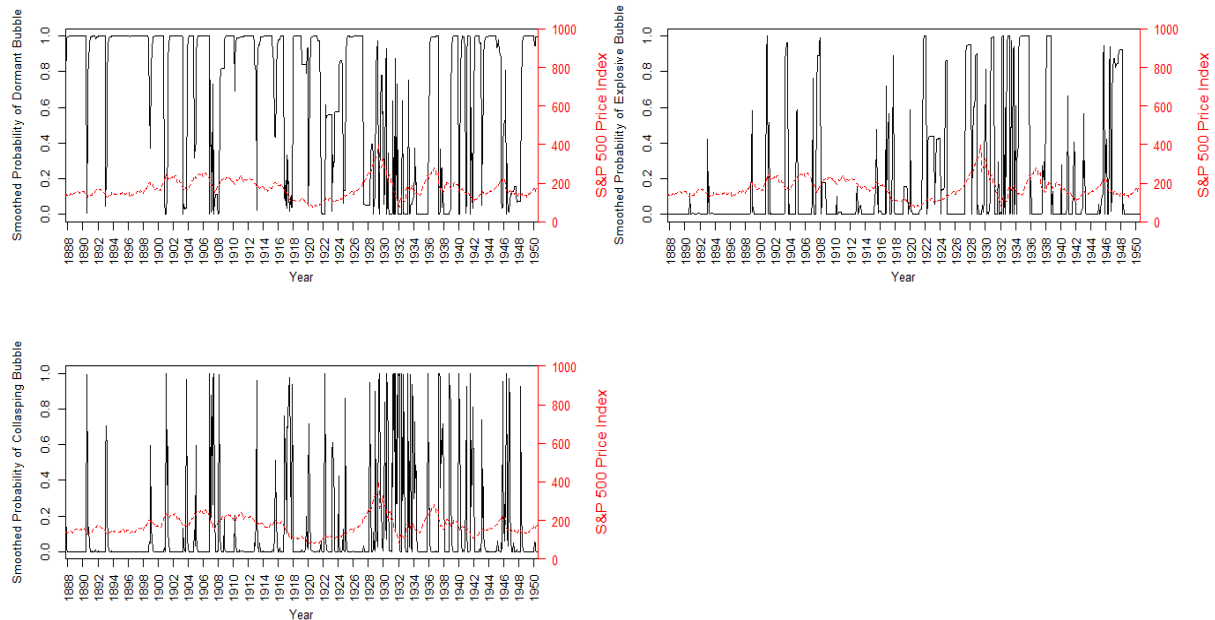 Smoothed Probability of Dormant Bubble
0.0 0.2 0.4 0.6 0.8 1.0
0 200 400 600 800 1000
S&P 500 Price Index
1888 1890 1892 1894 1896 1898 1900 1902 1904 1906 1908 1910 1912 1914 1916 1918 1920 1922 1924 1926 1928 1930 1932 1934 1936 1938 1940 1942 1944 1946 1948 1950
Year
Smoothed Probability of Explosive Bubble
0.0 0.2 0.4 0.6 0.8 1.0
0 200 400 600 800 1000
S&P 500 Price Index
1888 1890 1892 1894 1896 1898 1900 1902 1904 1906 1908 1910 1912 1914 1916 1918 1920 1922 1924 1926 1928 1930 1932 1934 1936 1938 1940 1942 1944 1946 1948 1950
Year
Smoothed Probability of Collasping Bubble
0.0 0.2 0.4 0.6 0.8 1.0
0 200 400 600 800 1000
S&P 500 Price Index
1888 1890 1892 1894 1896 1898 1900 1902 1904 1906 1908 1910 1912 1914 1916 1918 1920 1922 1924 1926 1928 1930 1932 1934 1936 1938 1940 1942 1944 1946 1948 1950
Year